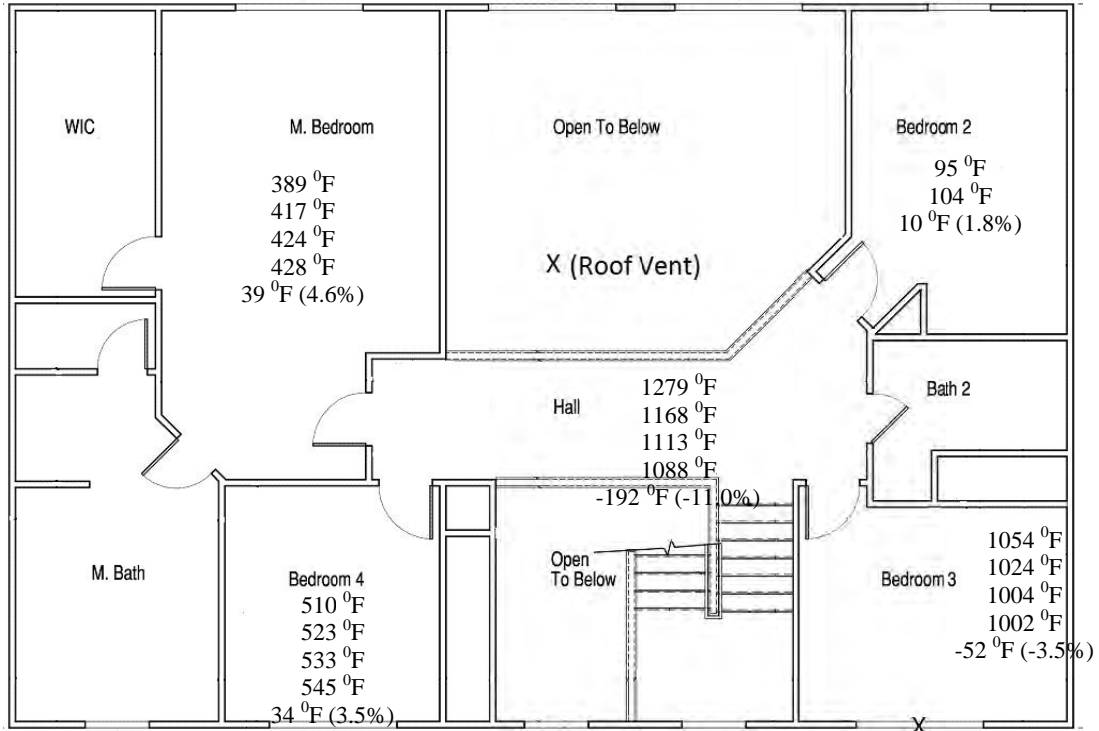 WIC
M. Bedroom
389 ⁰F
417 ⁰F
424 ⁰F
428 ⁰F
39 ⁰F (4.6%)
Open To Below
X (Roof Vent)
Bedroom 2
95 ⁰F
104 ⁰F
10 ⁰F (1.8%)
Hall
1279 ⁰F
1168 ⁰F
1113 ⁰F
1088 ⁰F
-192 ⁰F (-11.0%)
Bath 2
M. Bath
Bedroom 4
510 ⁰F
523 ⁰F
533 ⁰F
545 ⁰F
34 ⁰F (3.5%)
Open
To Below
Bedroom 3
1054 ⁰F
1024 ⁰F
1004 ⁰F
1002 ⁰F
-52 ⁰F (-3.5%)
X